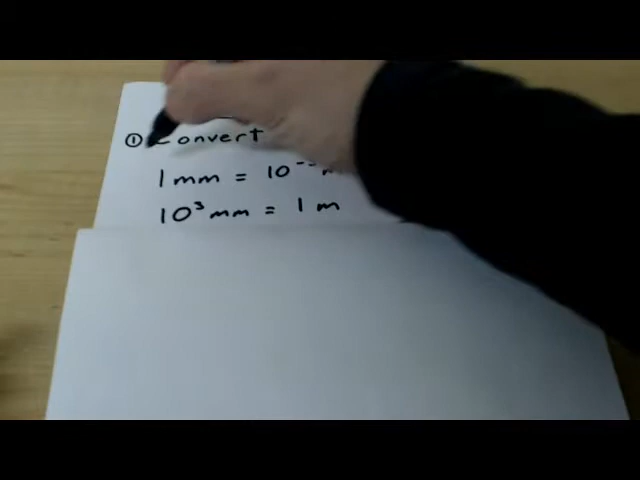 ① Convert
1 mm = 10
10³ mm = 1 m